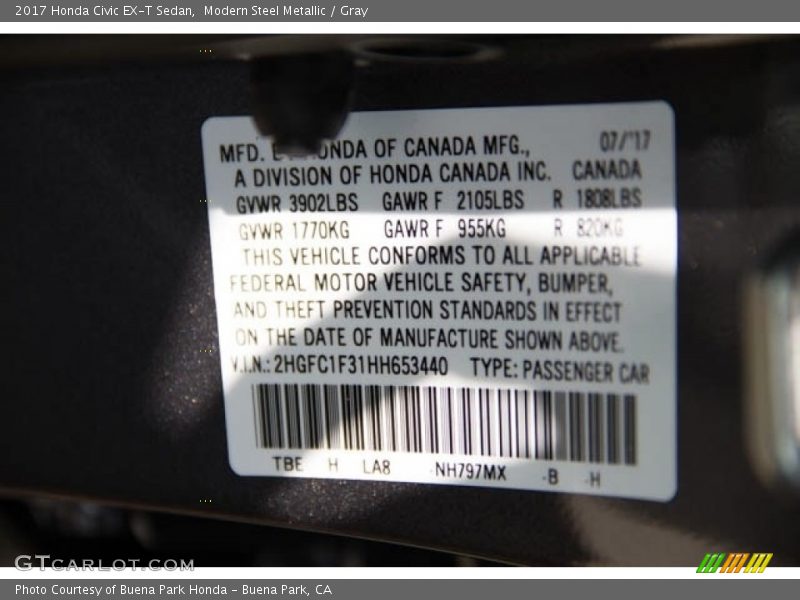 2017 Honda Civic EX-T Sedan, Modern Steel Metallic / Gray
07/'17
MFD. HONDA OF CANADA MFG.,
A DIVISION OF HONDA CANADA INC. CANADA
GVWR 3902LBS GAWR F 2105LBS R 1808LBS
GVWR 1770KG GAWR F 955KG R 820KG
THIS VEHICLE CONFORMS TO ALL APPLICABLE
FEDERAL MOTOR VEHICLE SAFETY, BUMPER,
AND THEFT PREVENTION STANDARDS IN EFFECT
ON THE DATE OF MANUFACTURE SHOWN ABOVE.
V.I.N.: 2HGFC1F31HH653440 TYPE: PASSENGER CAR
TBE H LA8 -NH797MX -B -H
GTCARLOT.COM
Photo Courtesy of Buena Park Honda - Buena Park, CA